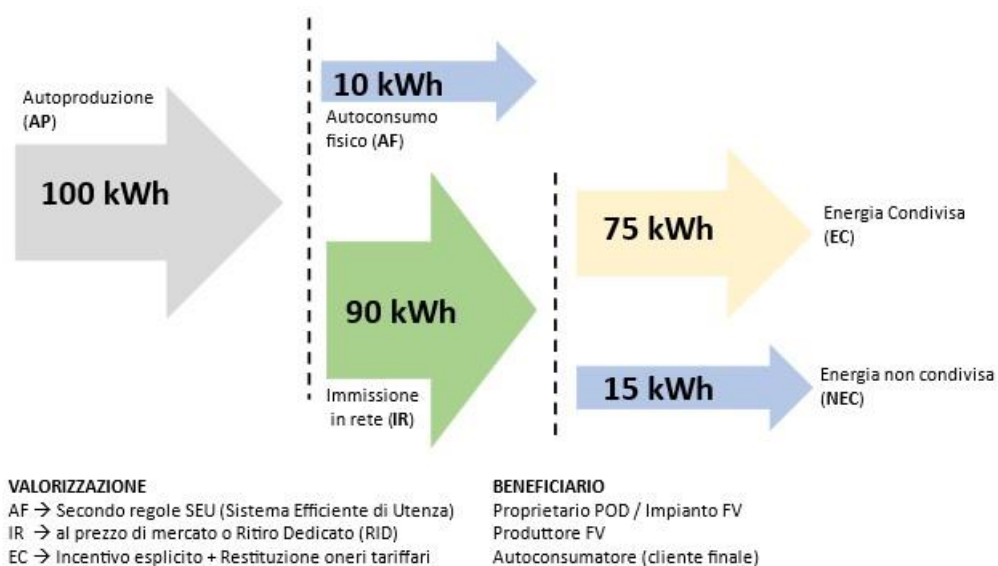 Autoproduzione
(AP)
100 kWh
10 kWh
Autoconsumo
fisico (AF)
90 kWh
Immissione
in rete (IR)
75 kWh
Energia Condivisa
(EC)
15 kWh
Energia non condivisa
(NEC)
VALORIZZAZIONE
AF → Secondo regole SEU (Sistema Efficiente di Utenza)
IR → al prezzo di mercato o Ritiro Dedicato (RID)
EC → Incentivo esplicito + Restituzione oneri tariffari
BENEFICIARIO
Proprietario POD / Impianto FV
Produttore FV
Autoconsumatore (cliente finale)